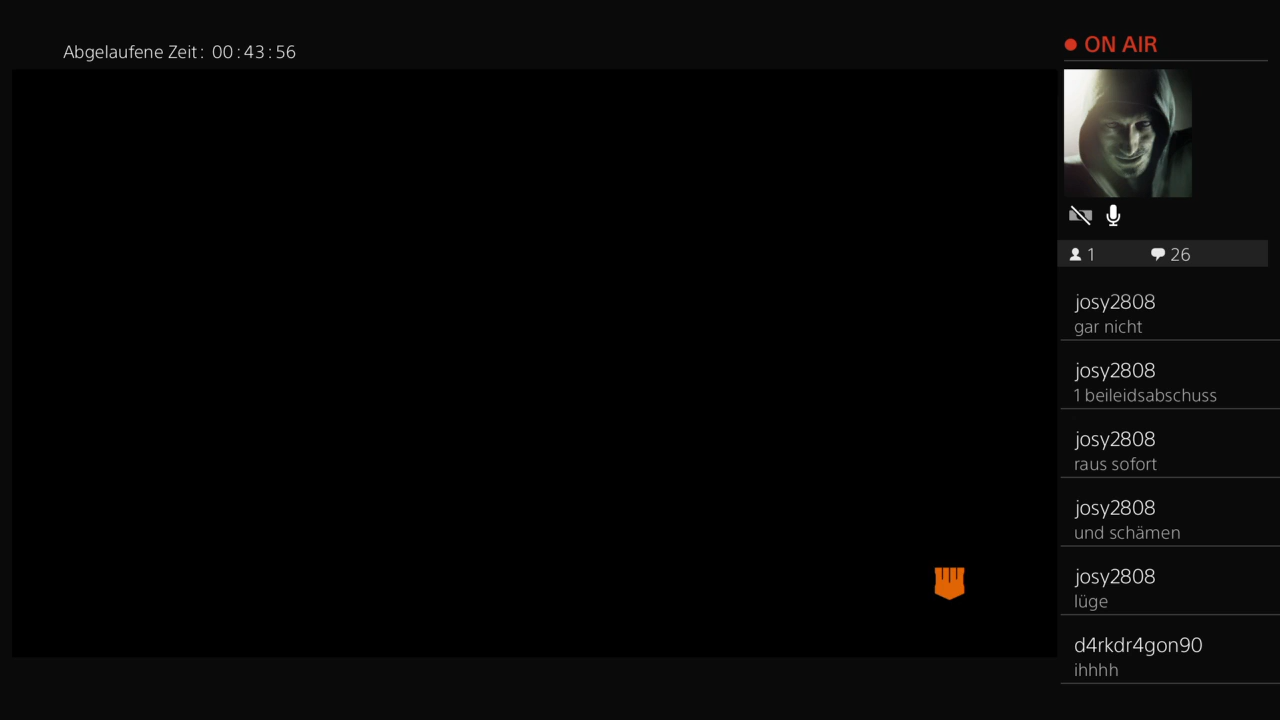 Abgelaufene Zeit: 00:43:56
ON AIR
1 26
josy2808
gar nicht
josy2808
1 beileidsabschuss
josy2808
raus sofort
josy2808
und schämen
josy2808
lüge
d4rkdr4gon90
ihhhh